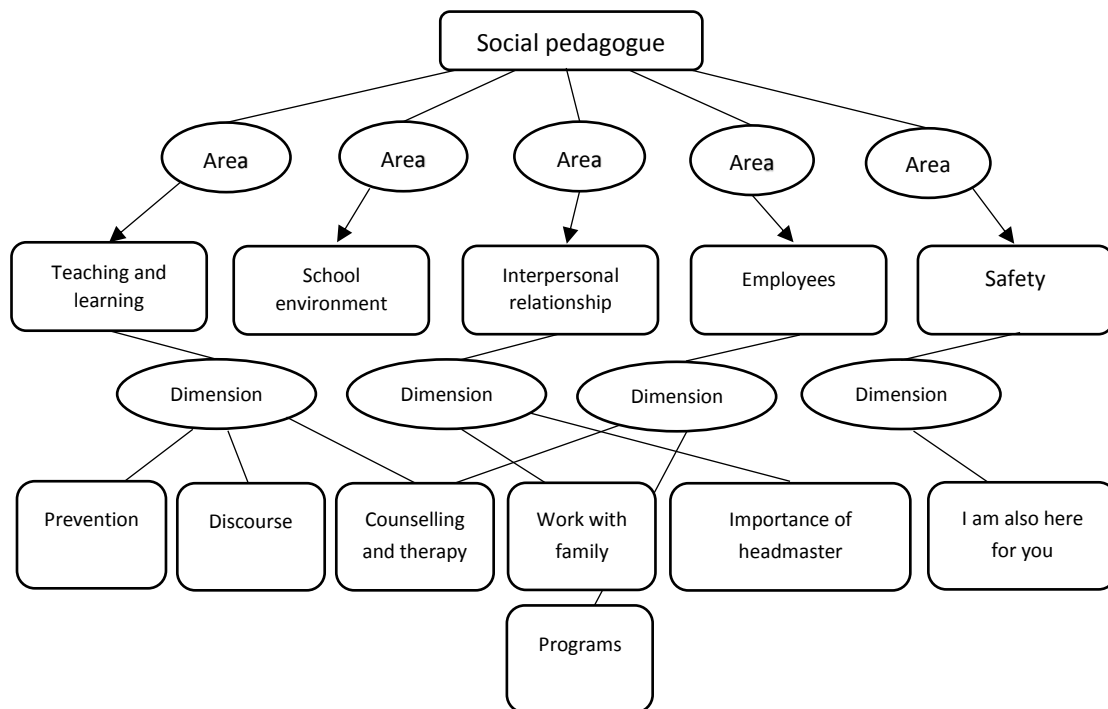 Social pedagogue
Area
Area
Area
Area
Area
Teaching and
learning
School
environment
Interpersonal
relationship
Employees
Safety
Dimension
Dimension
Dimension
Dimension
Prevention
Discourse
Counselling
and therapy
Work with
family
Importance of
headmaster
I am also here
for you
Programs